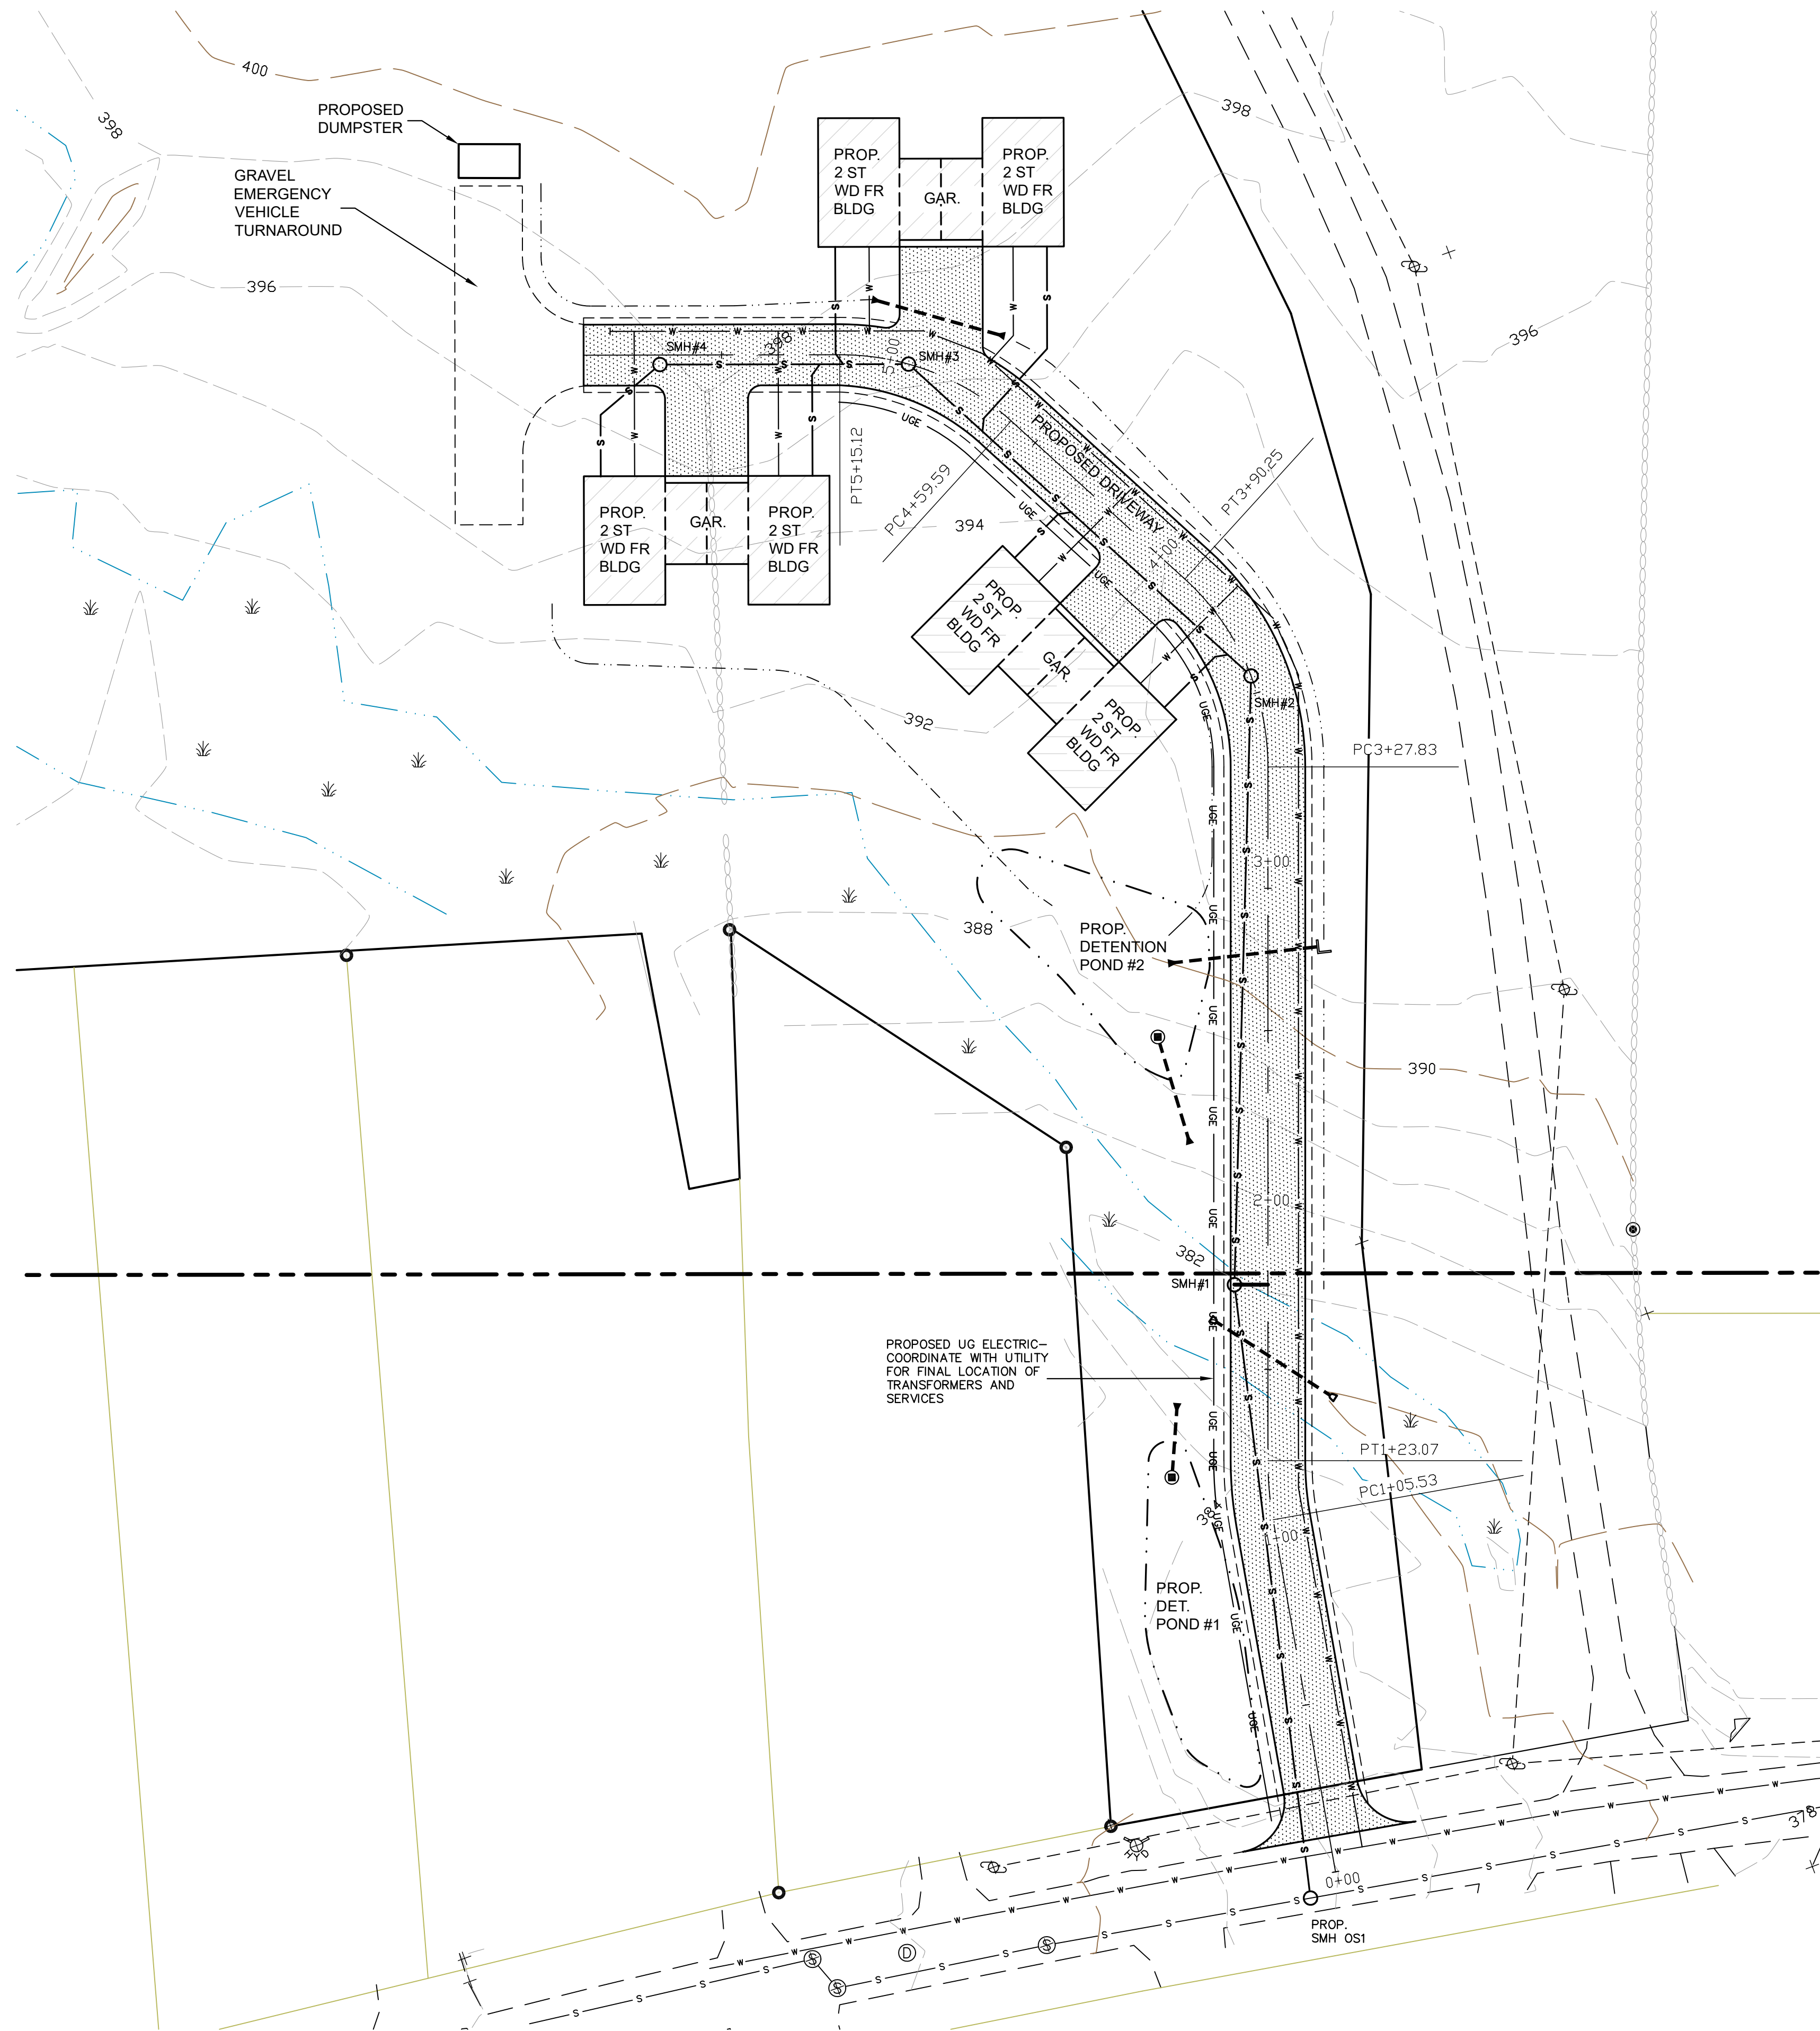 400
398
PROPOSED
DUMPSTER
GRAVEL
EMERGENCY
VEHICLE
TURNAROUND
396
PROP.
2 ST
WD FR
BLDG
GAR.
PROP.
2 ST
WD FR
BLDG
398
396
SMH#4
398
5+00
SMH#3
W
S
UGE
PROPOSED DRIVEWAY
PT5+15.12
PC4+59.59
PT3+90.25
4+00
394
PROP.
2 ST
WD FR
BLDG
GAR.
PROP.
2 ST
WD FR
BLDG
PROP.
2 ST
WD FR
BLDG
GAR.
PROP.
2 ST
WD FR
BLDG
SMH#2
392
PC3+27.83
3+00
388
PROP.
DETENTION
POND #2
390
2+00
382
SMH#1
PROPOSED UG ELECTRIC-
COORDINATE WITH UTILITY
FOR FINAL LOCATION OF
TRANSFORMERS AND
SERVICES
PT1+23.07
PC1+05.53
384
1+00
PROP.
DET.
POND #1
UGE
HYD
378
0+00
PROP.
SMH OS1
D
S
S
S